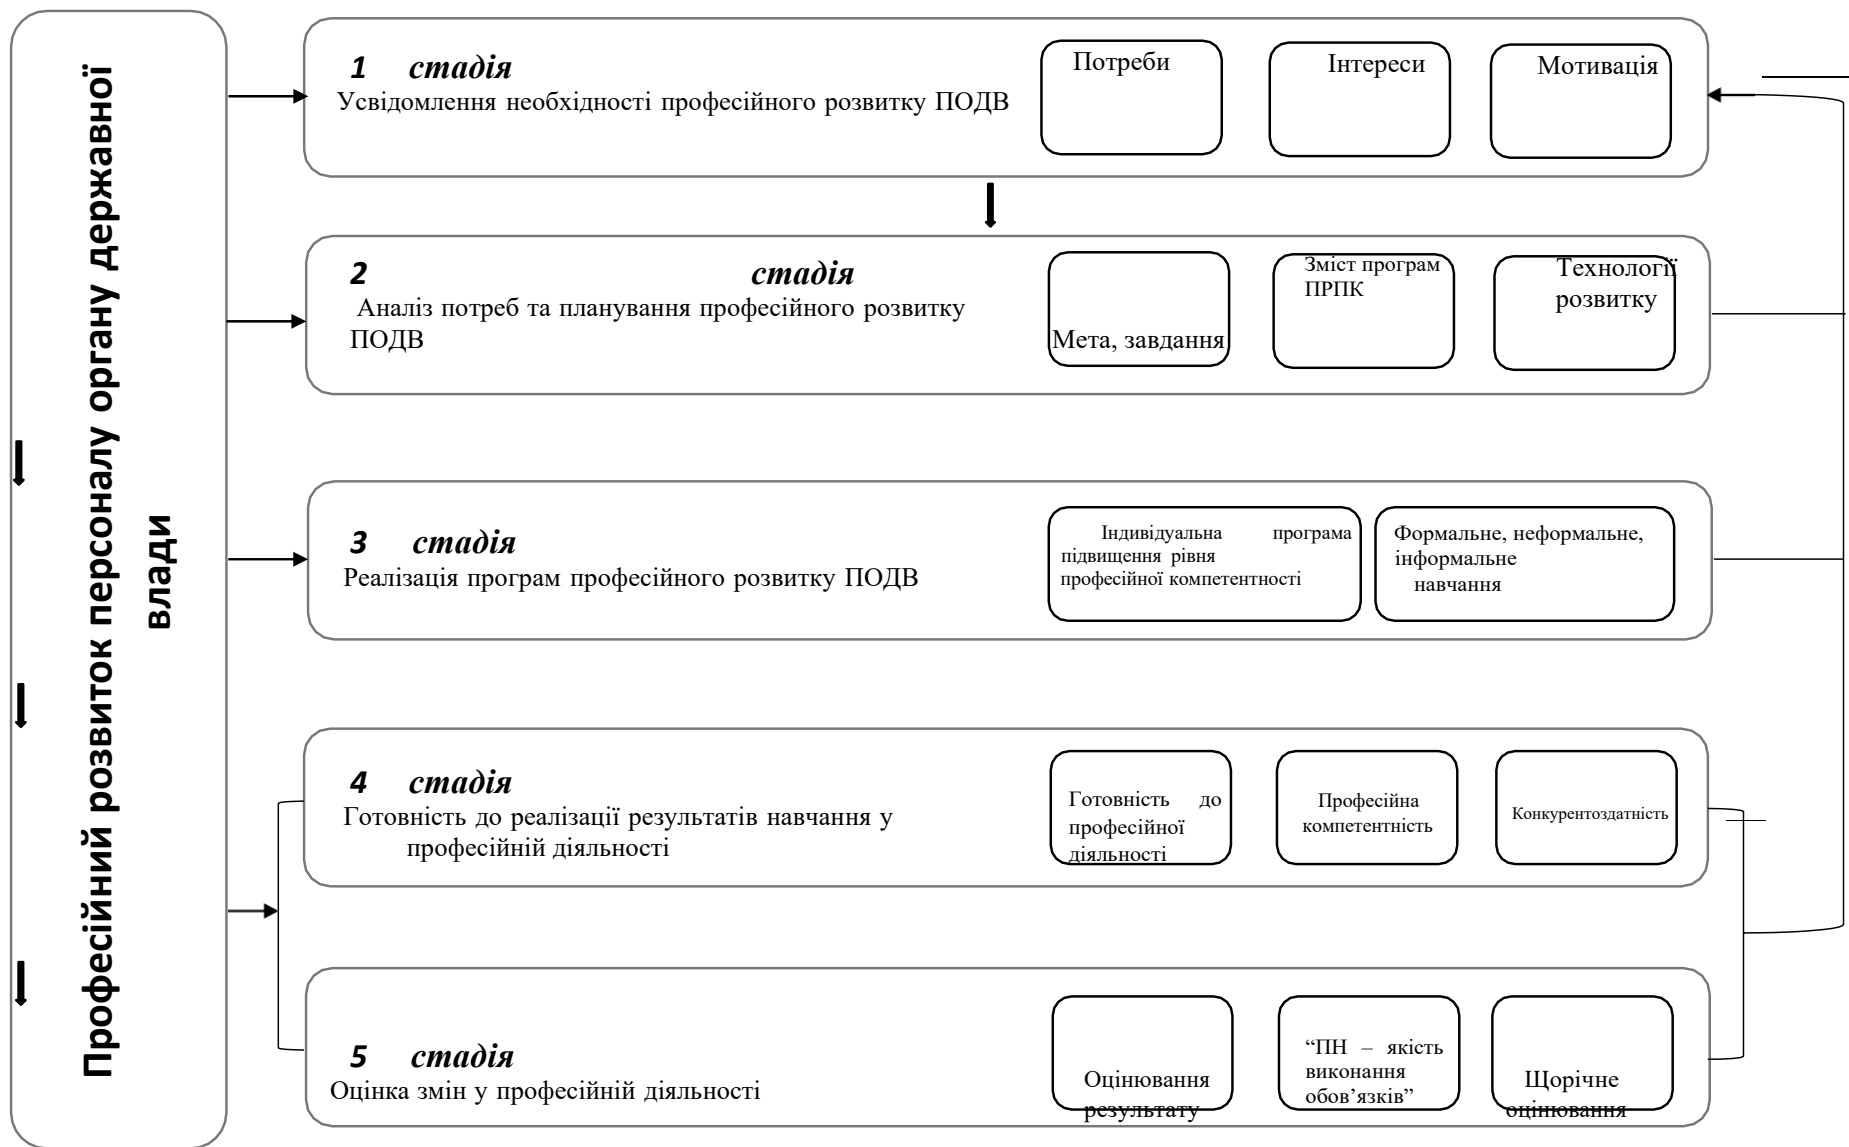 Професійний розвиток персоналу органу державної
влади
1 стадія
Усвідомлення необхідності професійного розвитку ПОДВ
Потреби
Інтереси
Мотивація
2 стадія
Аналіз потреб та планування професійного розвитку
ПОДВ
Мета, завдання
Зміст програм
ПРПК
Технології
розвитку
3 стадія
Реалізація програм професійного розвитку ПОДВ
Індивідуальна програма
підвищення рівня
професійної компетентності
Формальне, неформальне,
інформальне
навчання
4 стадія
Готовність до реалізації результатів навчання у
професійній діяльності
Готовність до
професійної
діяльності
Професійна
компетентність
Конкурентоздатність
5 стадія
Оцінка змін у професійній діяльності
Оцінювання
результату
“ПН – якість
виконання
обов’язків”
Щорічне
оцінювання